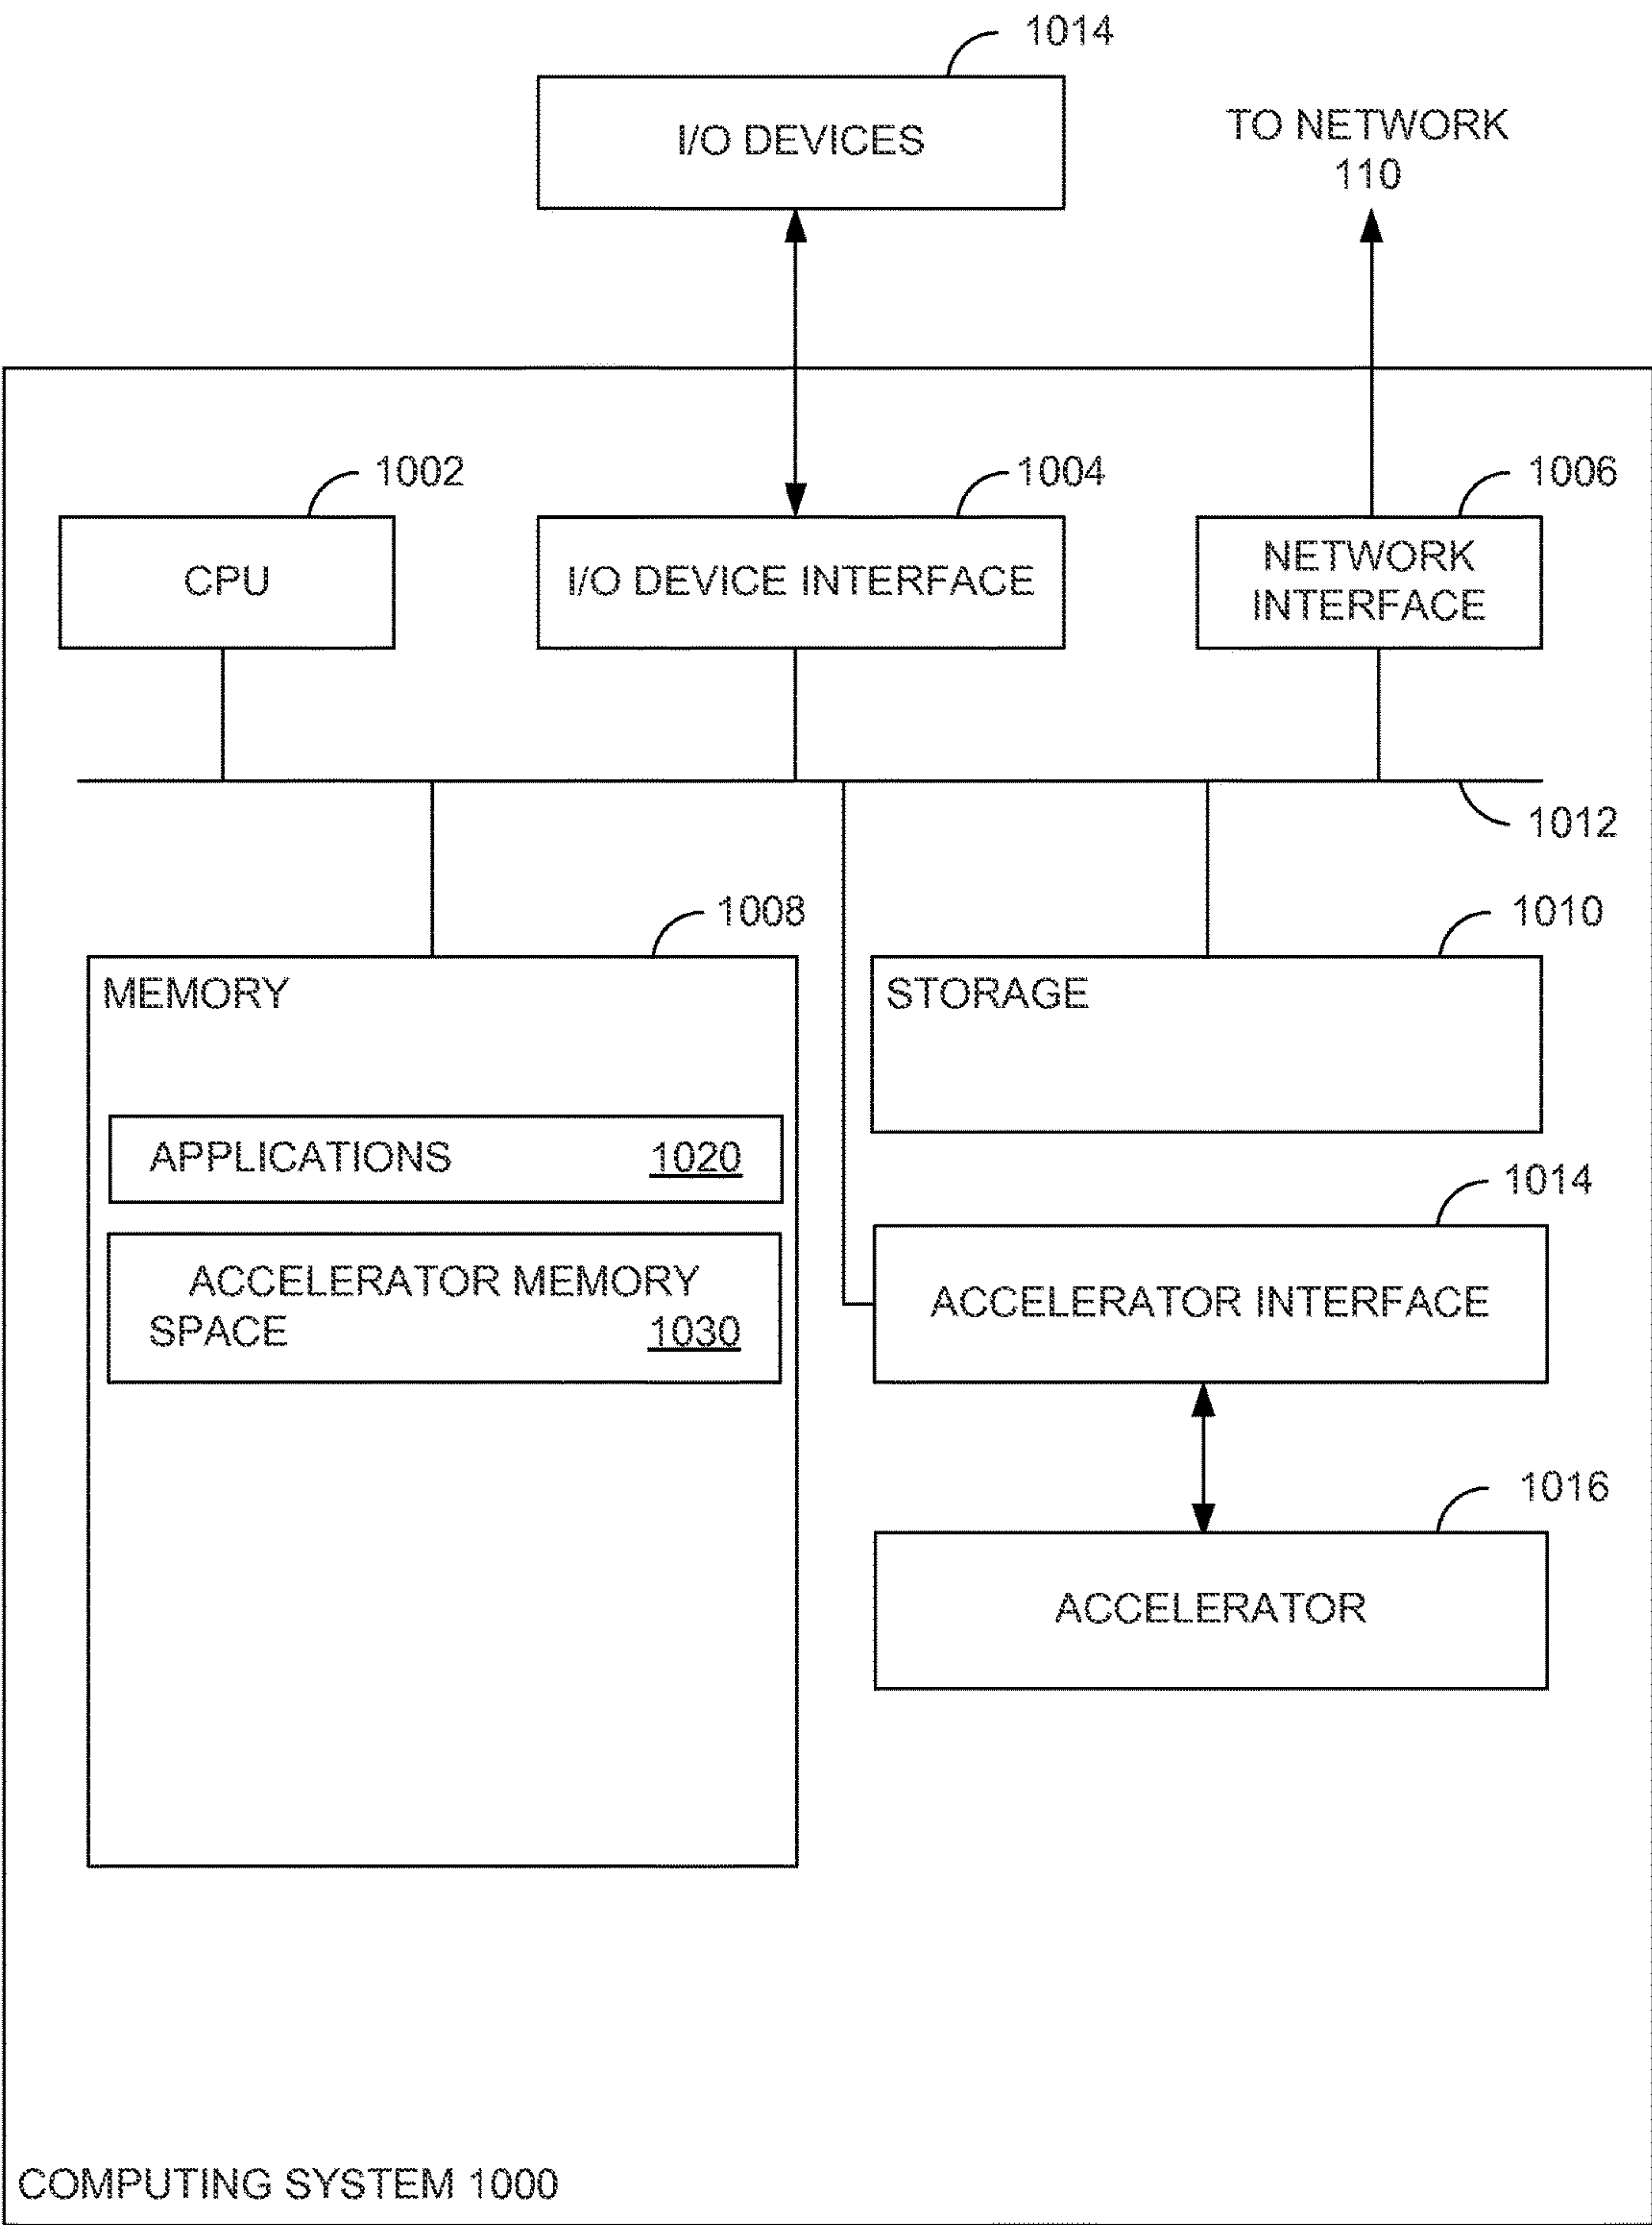 1014
I/O DEVICES
TO NETWORK
110
1002
1004
1006
CPU
I/O DEVICE INTERFACE
NETWORK
INTERFACE
1012
1008
1010
MEMORY
STORAGE
APPLICATIONS 1020
1014
ACCELERATOR MEMORY
SPACE 1030
ACCELERATOR INTERFACE
1016
ACCELERATOR
COMPUTING SYSTEM 1000